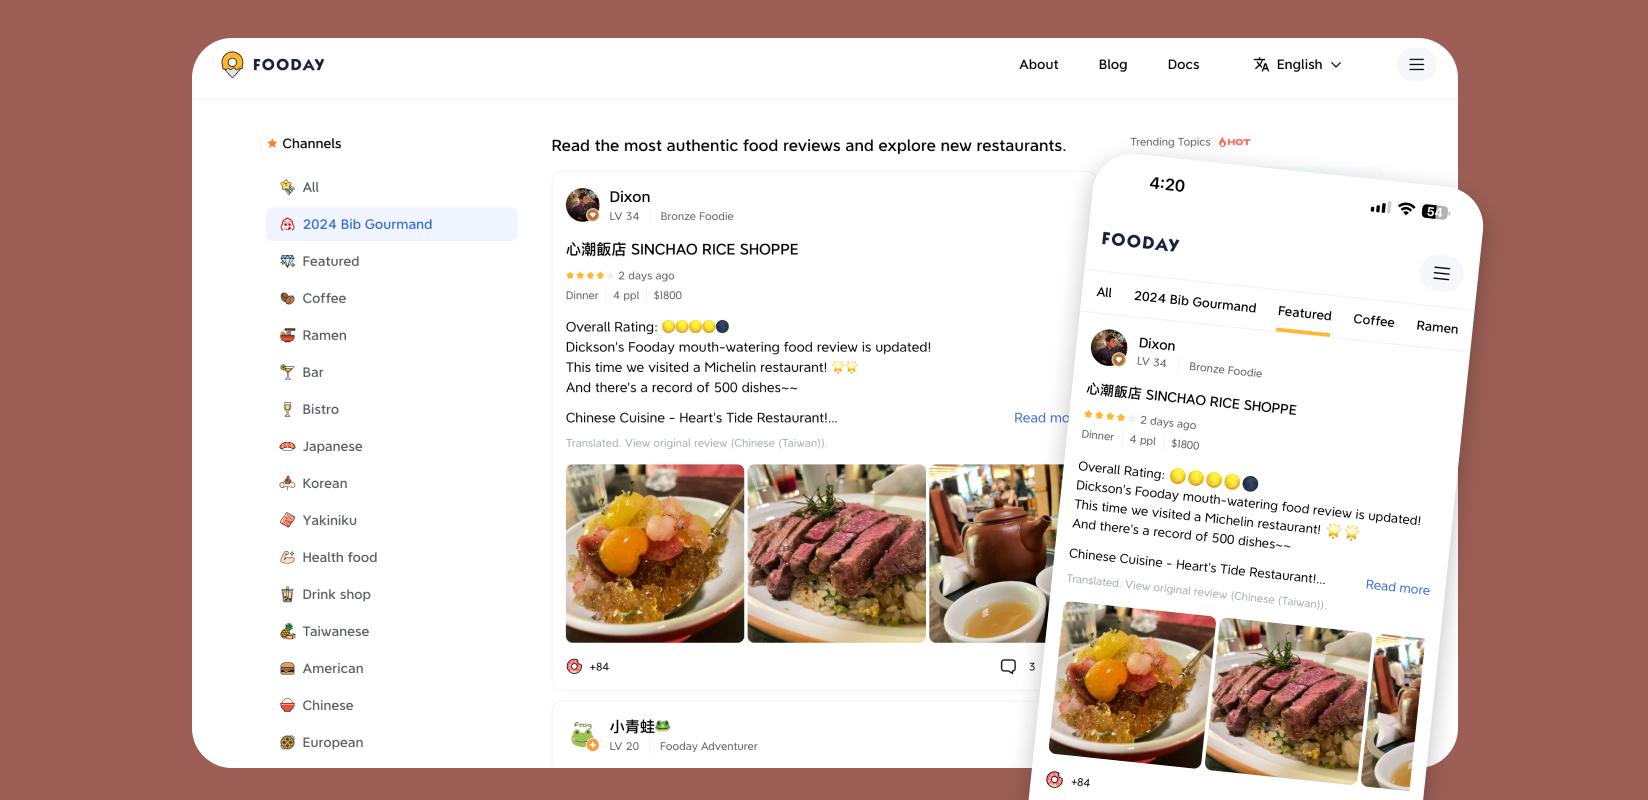 FOODAY
About
Blog
Docs
English
Channels
All
2024 Bib Gourmand
Featured
Coffee
Ramen
Bar
Bistro
Japanese
Korean
Yakiniku
Health food
Drink shop
Taiwanese
American
Chinese
European
Read the most authentic food reviews and explore new restaurants.
Dixon
LV 34
Bronze Foodie
心潮飯店 SINCHAO RICE SHOPPE
2 days ago
Dinner
4 ppl
$1800
Overall Rating: 🌕🌕🌕🌕🌑
Dickson's Fooday mouth-watering food review is updated!
This time we visited a Michelin restaurant! 🌟🌟
And there's a record of 500 dishes~~
Chinese Cuisine - Heart's Tide Restaurant!...
Read mo
Translated. View original review (Chinese (Taiwan)).
+84
3
Frog
小青蛙🐸
LV 20
Fooday Adventurer
Trending Topics
HOT
4:20
54
FOODAY
All
2024 Bib Gourmand
Featured
Coffee
Ramen
Dixon
LV 34
Bronze Foodie
心潮飯店 SINCHAO RICE SHOPPE
2 days ago
Dinner
4 ppl
$1800
Overall Rating: 🌕🌕🌕🌕🌑
Dickson's Fooday mouth-watering food review is updated!
This time we visited a Michelin restaurant! 🌟🌟
And there's a record of 500 dishes~~
Chinese Cuisine - Heart's Tide Restaurant!...
Read more
Translated. View original review (Chinese (Taiwan)).
+84